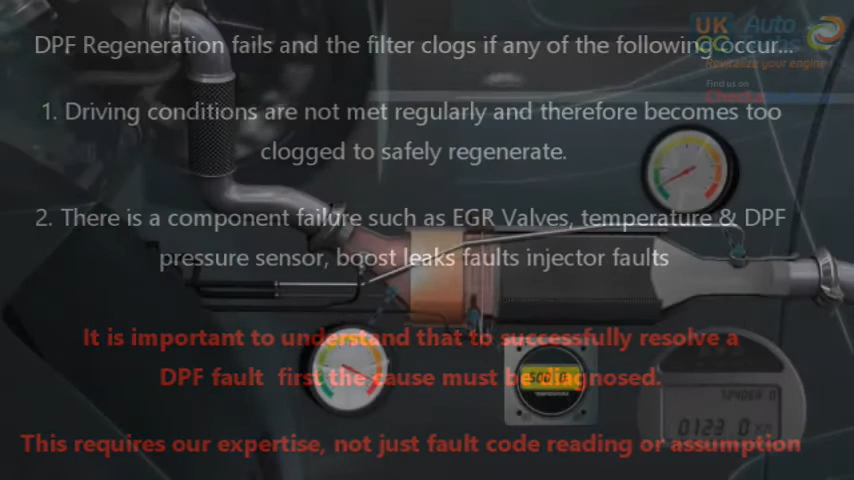 DPF Regeneration fails and the filter clogs if any of the following occur...
UK Auto
Revitalize your engine
Find us on
1. Driving conditions are not met regularly and therefore becomes too
clogged to safely regenerate.
2. There is a component failure such as EGR Valves, temperature & DPF
pressure sensor, boost leaks faults injector faults
It is important to understand that to successfully resolve a
DPF fault first the cause must be diagnosed.
500.0
TEMPERATURE
This requires our expertise, not just fault code reading or assumption